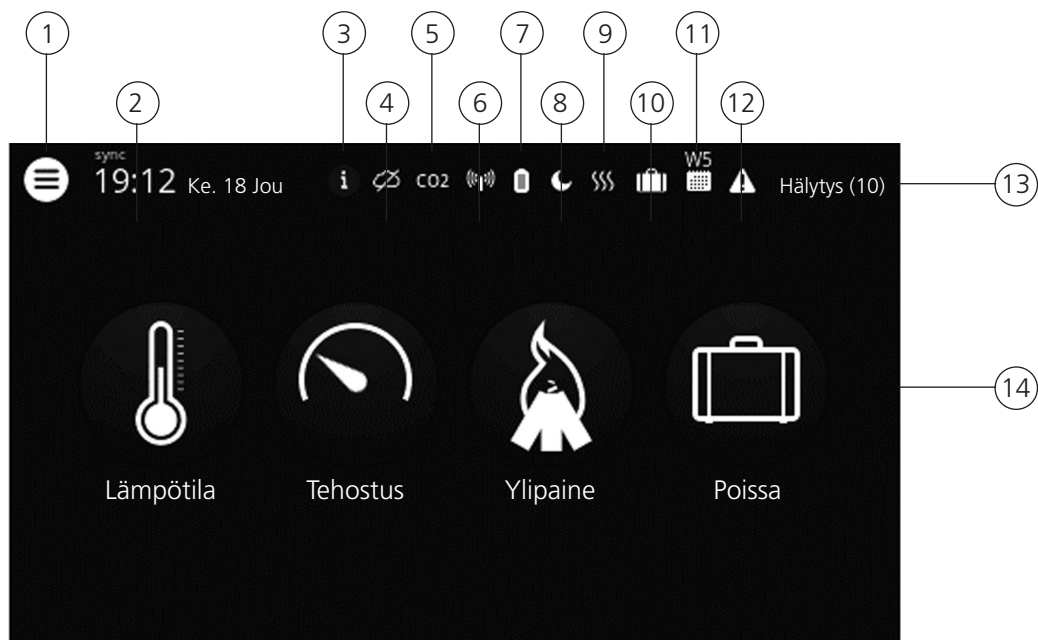 1 3 5 7 9 11
2 4 6 8 10 12
sync W5
19:12 Ke. 18 Jou i CO2 Hälytys (10) 13
14
Lämpötila Tehostus Ylipaine Poissa